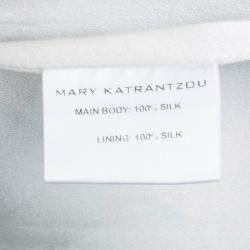 MARY KATRANTZOU
MAIN BODY: 100% SILK
LINING: 100% SILK